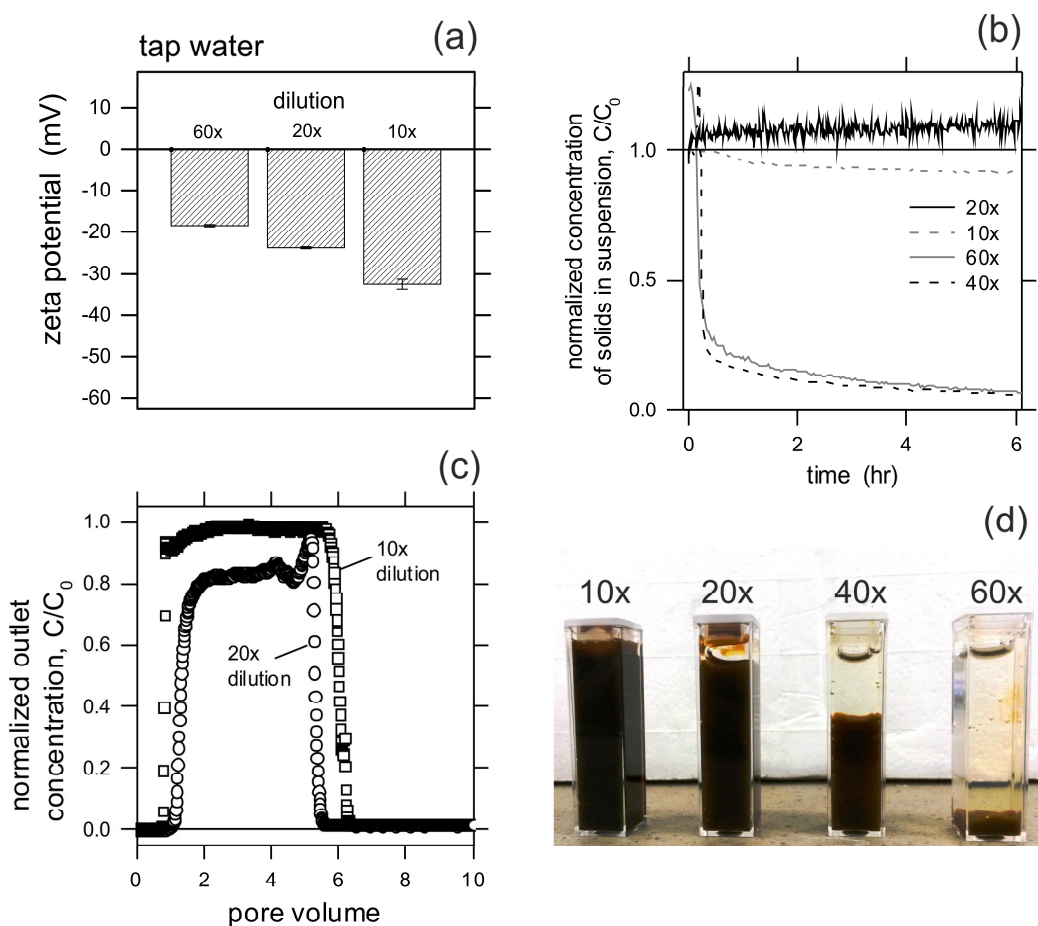 (a)
tap water
dilution
60x 20x 10x
10
0
-10
-20
-30
-40
-50
-60
zeta potential (mV)
(b)
1.0
0.5
0.0
normalized concentration
of solids in suspension, C/C0
20x
10x
60x
40x
0 2 4 6
time (hr)
(c)
1.0
0.8
0.6
0.4
0.2
0.0
normalized outlet
concentration, C/C0
10x
dilution
20x
dilution
0 2 4 6 8 10
pore volume
(d)
10x 20x 40x 60x